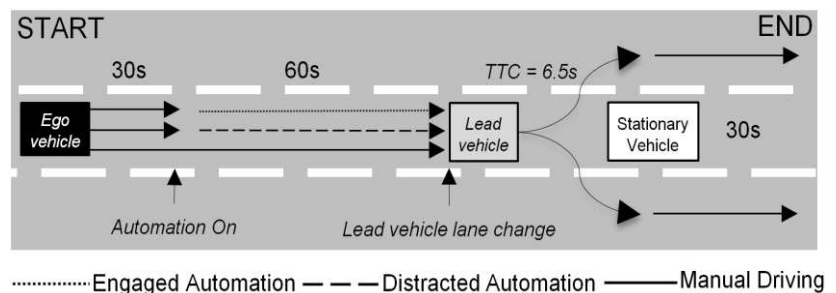 START
END
30s
60s
TTC = 6.5s
Ego
vehicle
Lead
vehicle
Stationary
Vehicle
30s
Automation On
Lead vehicle lane change
Engaged Automation
Distracted Automation
Manual Driving